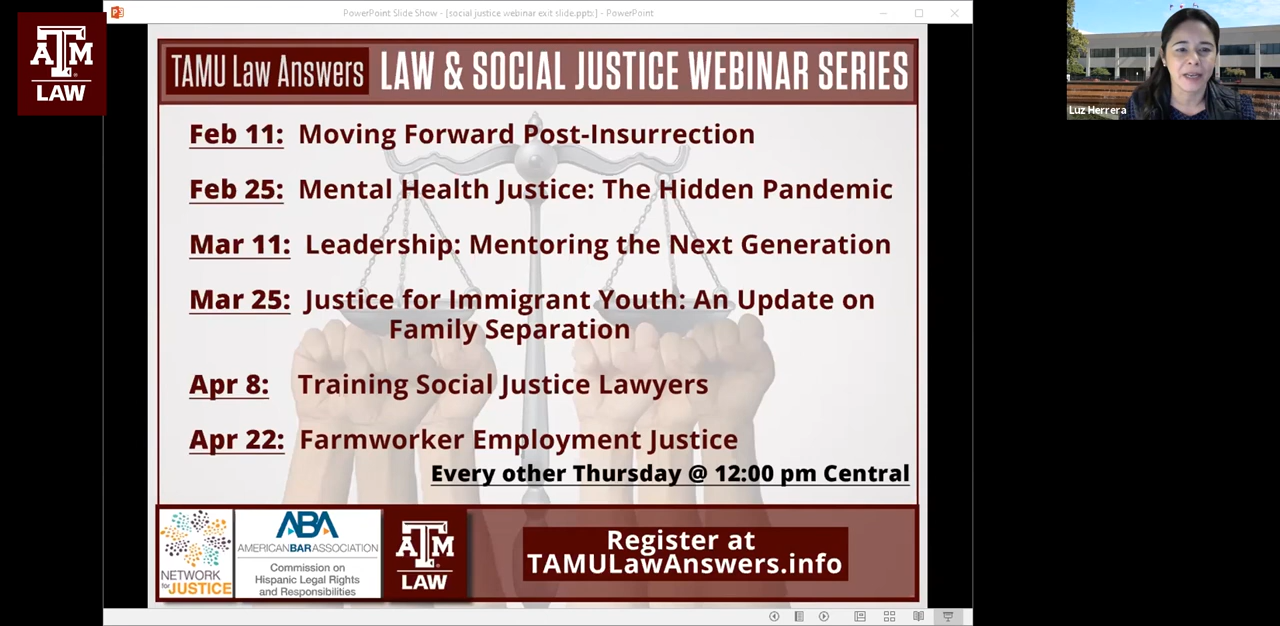 PowerPoint Slide Show - [social justice webinar exit slide.pptx] - PowerPoint
ATM
LAW
Luz Herrera
TAMU Law Answers LAW & SOCIAL JUSTICE WEBINAR SERIES
Feb 11: Moving Forward Post-Insurrection
Feb 25: Mental Health Justice: The Hidden Pandemic
Mar 11: Leadership: Mentoring the Next Generation
Mar 25: Justice for Immigrant Youth: An Update on
Family Separation
Apr 8: Training Social Justice Lawyers
Apr 22: Farmworker Employment Justice
Every other Thursday @ 12:00 pm Central
NETWORK
for JUSTICE
ABA
AMERICANBARASSOCIATION
Commission on
Hispanic Legal Rights
and Responsibilities
ATM
LAW
Register at
TAMULawAnswers.info